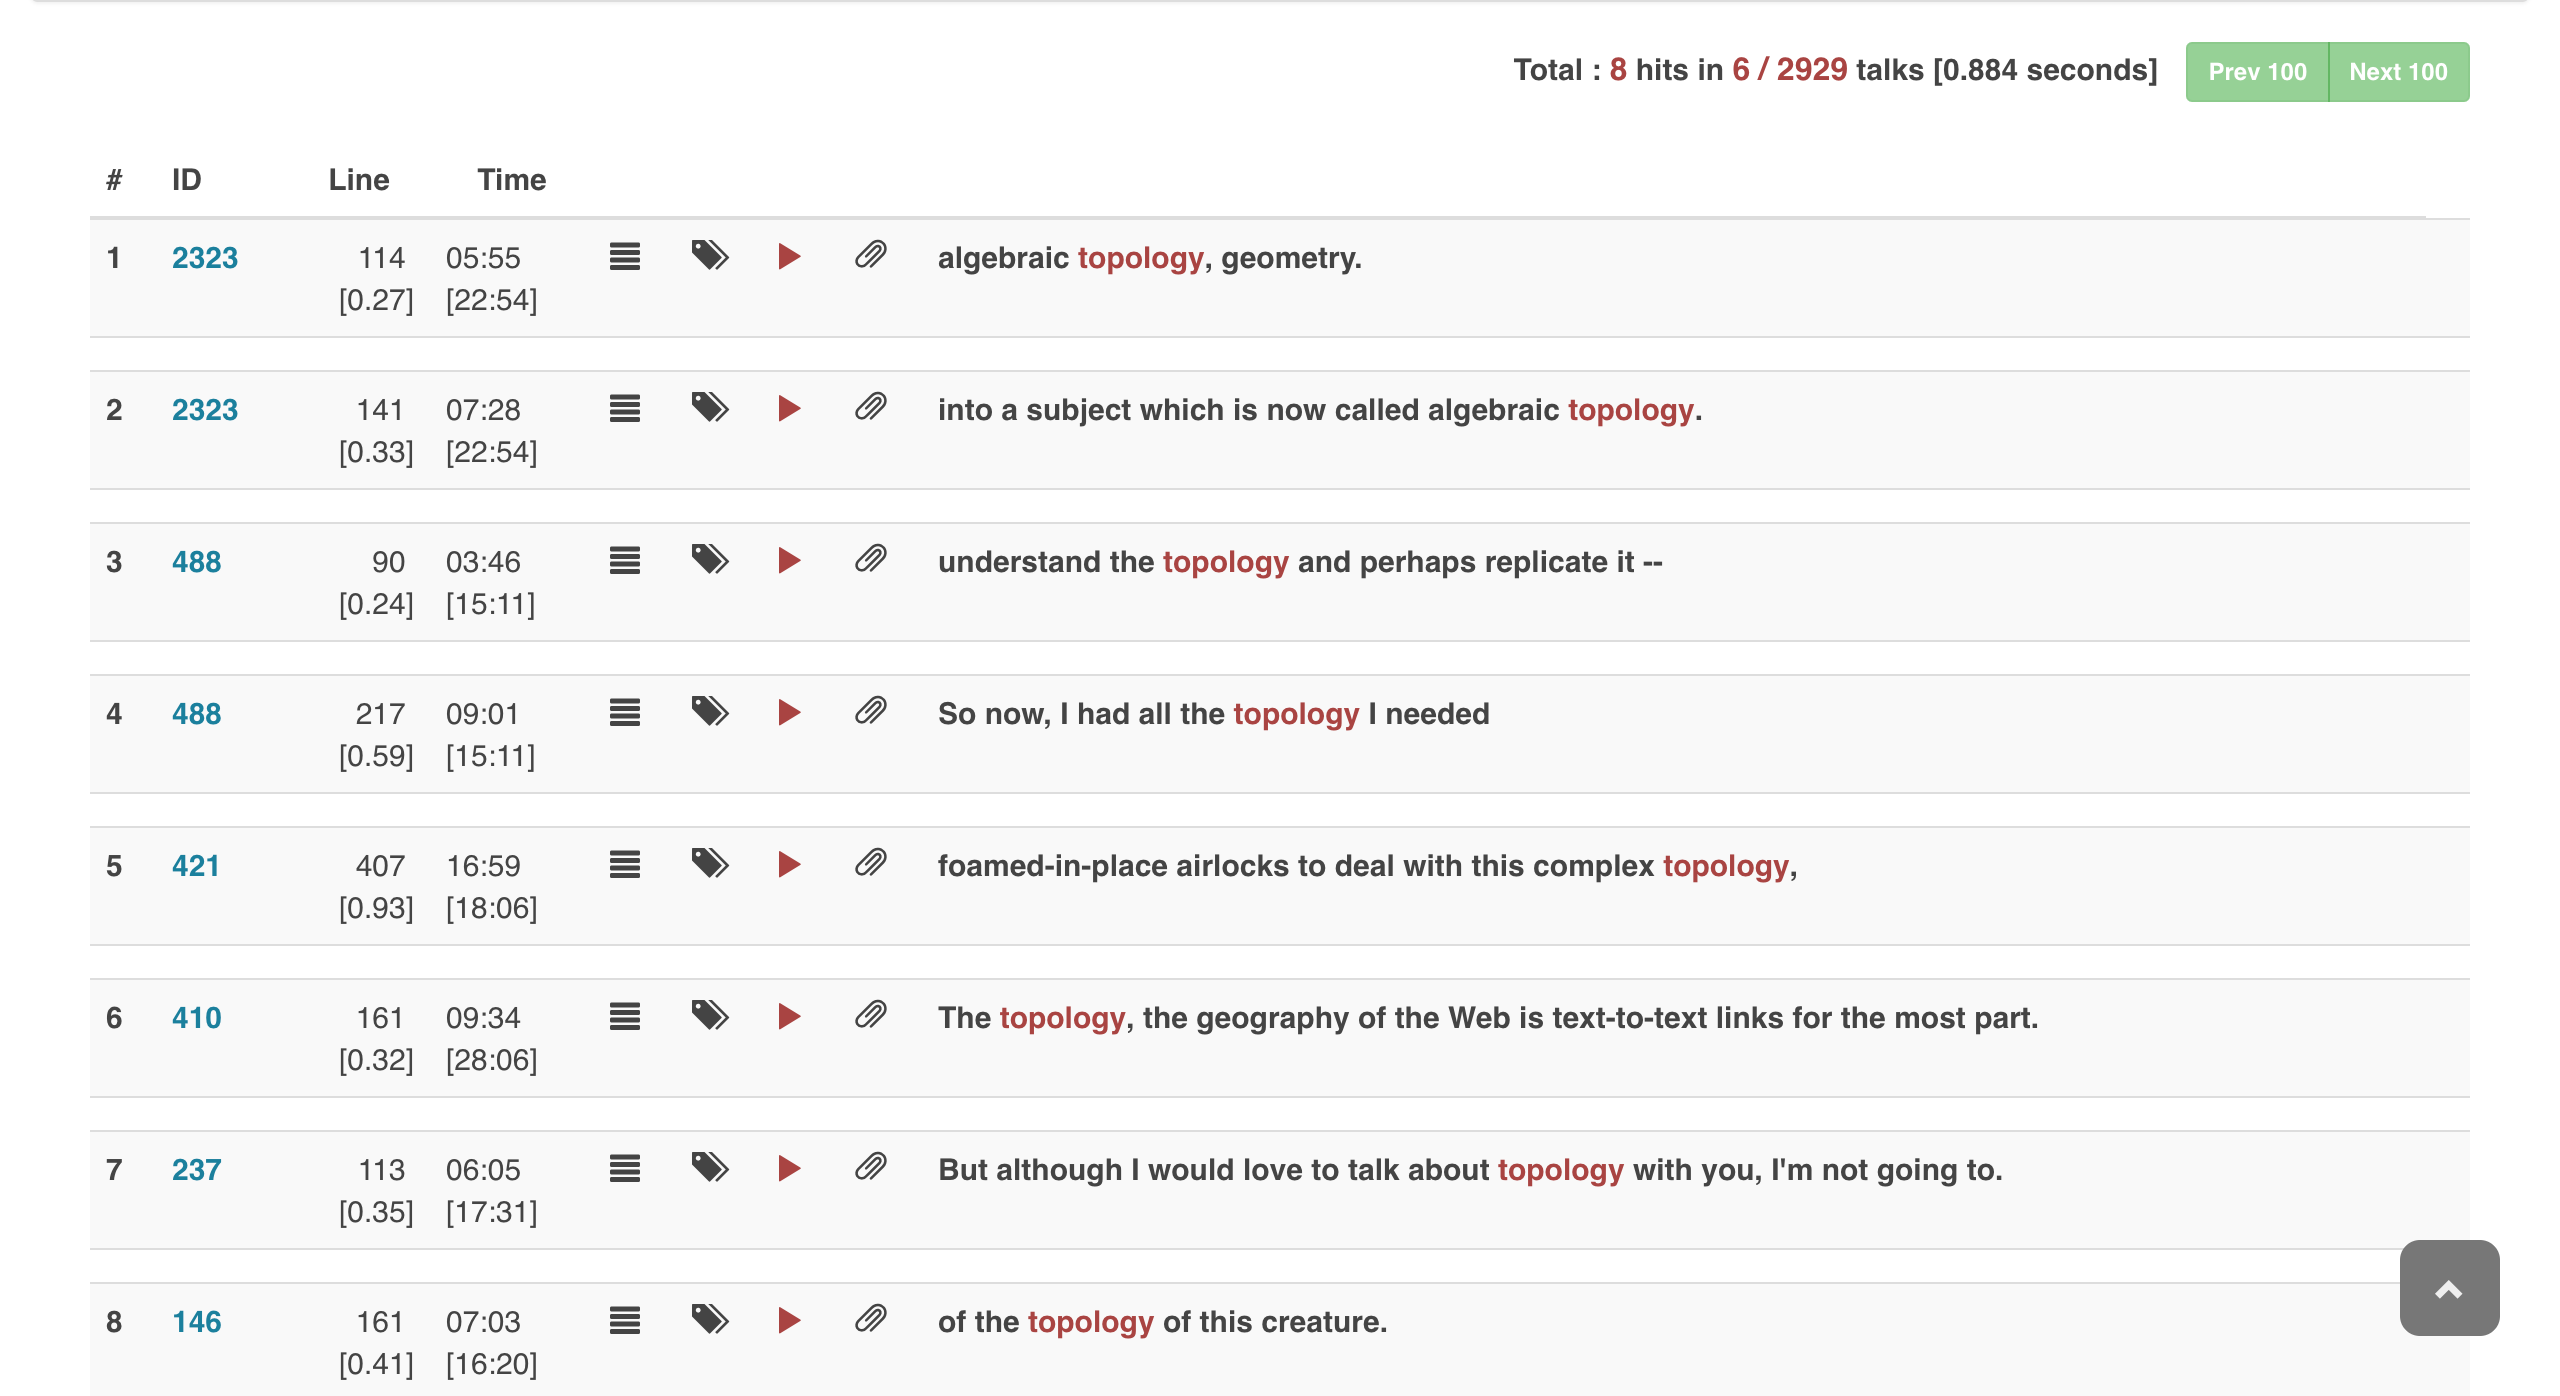 Total : 8 hits in 6 / 2929 talks [0.884 seconds] Prev 100 Next 100
# ID Line Time
1 2323 114 05:55 algebraic topology, geometry.
[0.27] [22:54]
2 2323 141 07:28 into a subject which is now called algebraic topology.
[0.33] [22:54]
3 488 90 03:46 understand the topology and perhaps replicate it --
[0.24] [15:11]
4 488 217 09:01 So now, I had all the topology I needed
[0.59] [15:11]
5 421 407 16:59 foamed-in-place airlocks to deal with this complex topology,
[0.93] [18:06]
6 410 161 09:34 The topology, the geography of the Web is text-to-text links for the most part.
[0.32] [28:06]
7 237 113 06:05 But although I would love to talk about topology with you, I'm not going to.
[0.35] [17:31]
8 146 161 07:03 of the topology of this creature.
[0.41] [16:20]